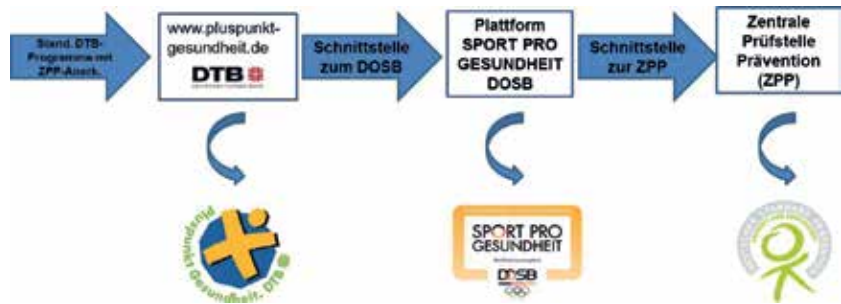 Stand. DTB-
Programme mit
ZPP-Anerk.
www.pluspunkt-
gesundheit.de
DTB
Schnittstelle
zum DOSB
Plattform
SPORT PRO
GESUNDHEIT
DOSB
Schnittstelle
zur ZPP
Zentrale
Prüfstelle
Prävention
(ZPP)
Pluspunkt Gesundheit. DTB
SPORT PRO
GESUNDHEIT
DOSB